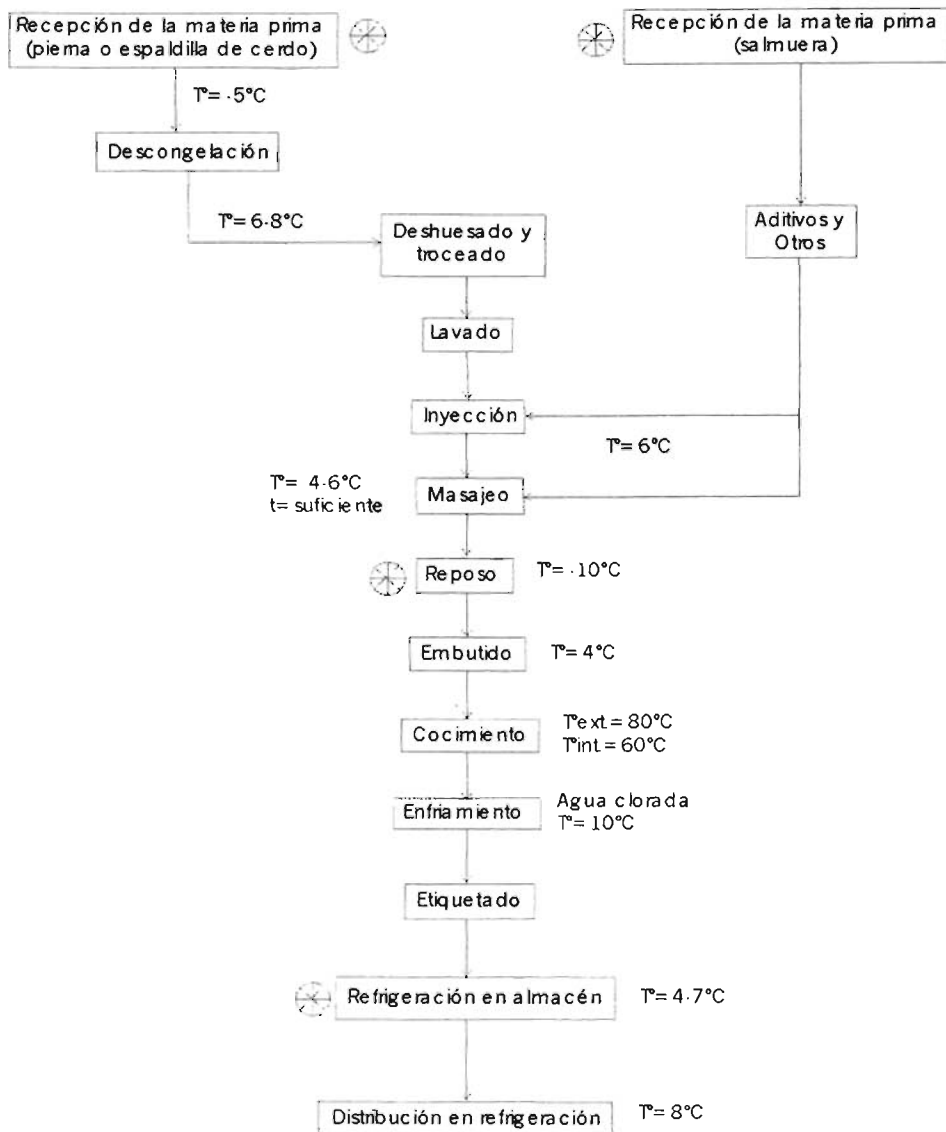 Recepción de la materia prima
(pierna o espaldilla de cerdo)
Recepción de la materia prima
(salmuera)
T°= -5°C
Descongelación
T°= 6-8°C
Deshuesado y
troceado
Aditivos y
Otros
Lavado
Inyección
T°= 6°C
T°= 4-6°C
t= suficiente
Masajeo
Reposo
T°= -10°C
Embutido
T°= 4°C
Cocimiento
T°ext = 80°C
T°int = 60°C
Enfriamiento
Agua clorada
T°= 10°C
Etiquetado
Refrigeración en almacén
T°= 4-7°C
Distribución en refrigeración
T°= 8°C